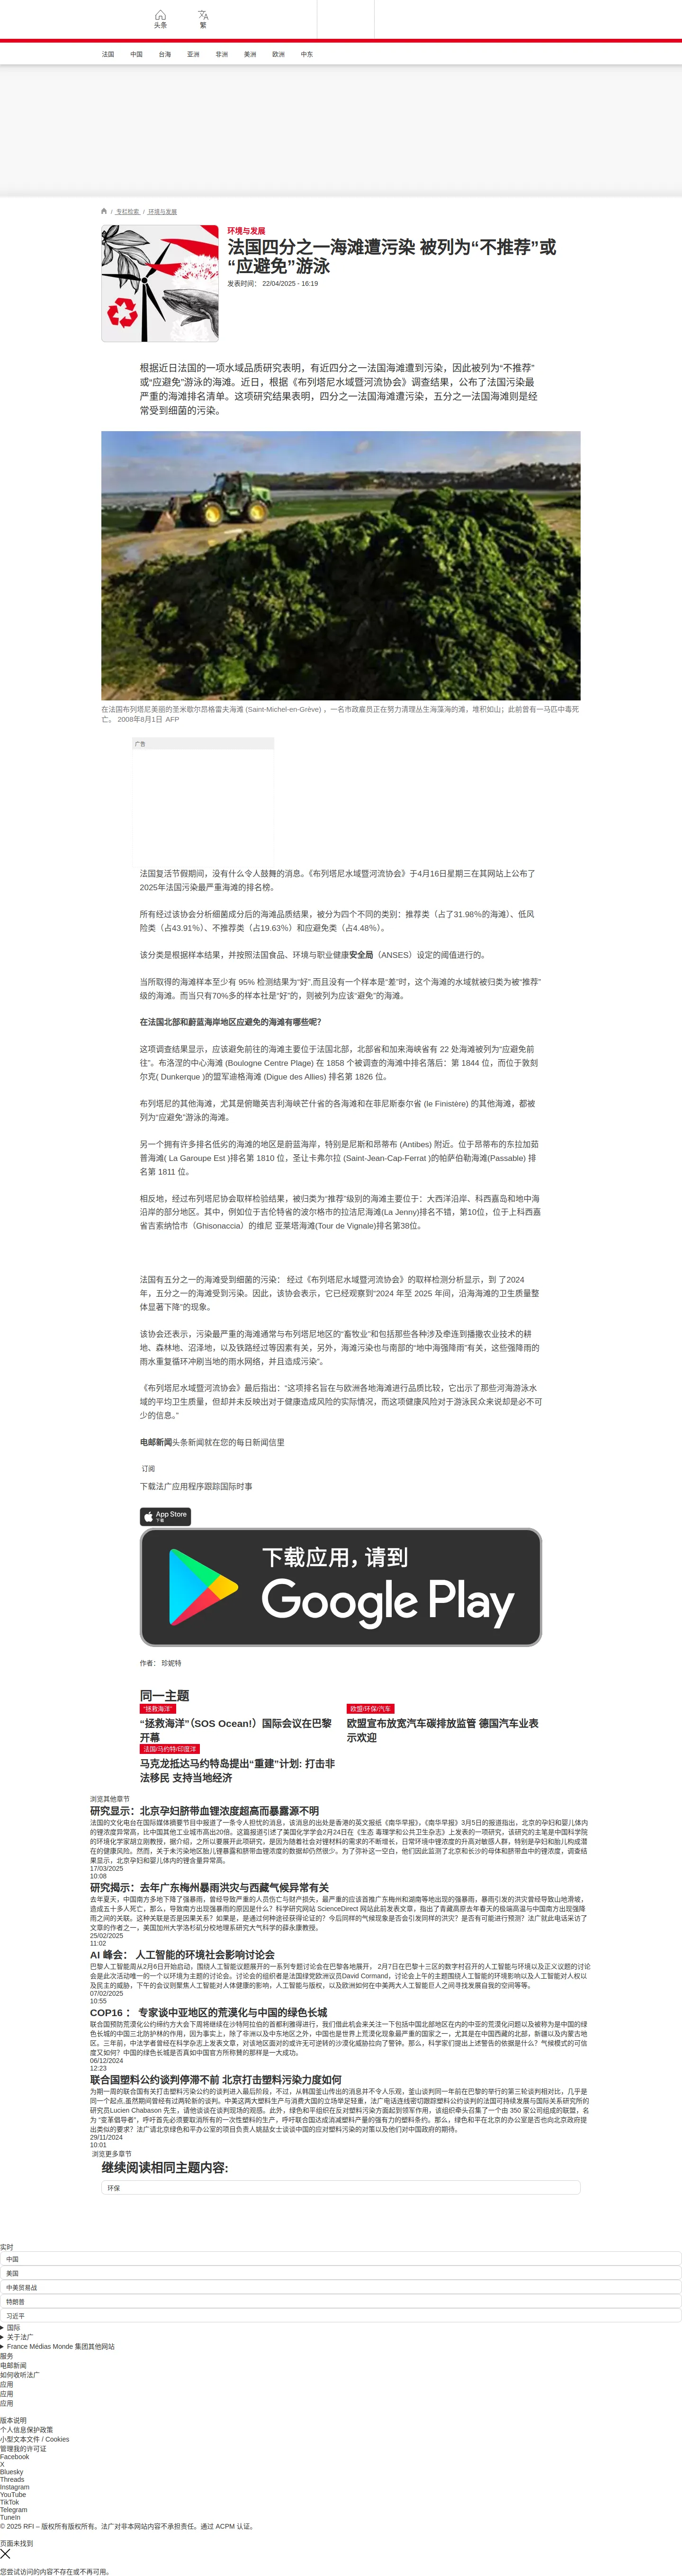 头条
繁
法国 中国 台海 亚洲 非洲 美洲 欧洲 中东
/ 专栏检索 / 环境与发展
环境与发展
法国四分之一海滩遭污染 被列为“不推荐”或
“应避免”游泳
发表时间： 22/04/2025 - 16:19
根据近日法国的一项水域品质研究表明，有近四分之一法国海滩遭到污染，因此被列为“不推荐”
或“应避免”游泳的海滩。近日，根据《布列塔尼水域暨河流协会》调查结果，公布了法国污染最
严重的海滩排名清单。这项研究结果表明，四分之一法国海滩遭污染，五分之一法国海滩则是经
常受到细菌的污染。
在法国布列塔尼美丽的圣米歇尔昂格雷夫海滩 (Saint-Michel-en-Grève) ，一名市政雇员正在努力清理丛生海藻海的滩，堆积如山；此前曾有一马匹中毒死
亡。 2008年8月1日 AFP
广告
法国复活节假期间，没有什么令人鼓舞的消息。《布列塔尼水域暨河流协会》于4月16日星期三在其网站上公布了
2025年法国污染最严重海滩的排名榜。
所有经过该协会分析细菌成分后的海滩品质结果，被分为四个不同的类别：推荐类（占了31.98％的海滩）、低风
险类（占43.91％）、不推荐类（占19.63％）和应避免类（占4.48％）。
该分类是根据样本结果，并按照法国食品、环境与职业健康安全局（ANSES）设定的阈值进行的。
当所取得的海滩样本至少有 95% 检测结果为“好”,而且没有一个样本是“差”时，这个海滩的水域就被归类为被“推荐”
级的海滩。而当只有70%多的样本社是“好”的，则被列为应该“避免”的海滩。
在法国北部和蔚蓝海岸地区应避免的海滩有哪些呢？
这项调查结果显示，应该避免前往的海滩主要位于法国北部，北部省和加来海峡省有 22 处海滩被列为“应避免前
往”。布洛涅的中心海滩 (Boulogne Centre Plage) 在 1858 个被调查的海滩中排名落后：第 1844 位，而位于敦刻
尔克( Dunkerque )的盟军迪格海滩 (Digue des Allies) 排名第 1826 位。
布列塔尼的其他海滩，尤其是俯瞰英吉利海峡芒什省的各海滩和在菲尼斯泰尔省 (le Finistère) 的其他海滩，都被
列为“应避免”游泳的海滩。
另一个拥有许多排名低劣的海滩的地区是蔚蓝海岸，特别是尼斯和昂蒂布 (Antibes) 附近。位于昂蒂布的东拉加茹
普海滩( La Garoupe Est )排名第 1810 位，圣让卡弗尔拉 (Saint-Jean-Cap-Ferrat )的帕萨伯勒海滩(Passable) 排
名第 1811 位。
相反地，经过布列塔尼协会取样检验结果，被归类为“推荐”级别的海滩主要位于：大西洋沿岸、科西嘉岛和地中海
沿岸的部分地区。其中，例如位于吉伦特省的波尔格市的拉洁尼海滩(La Jenny)排名不错，第10位，位于上科西嘉
省吉索纳恰市（Ghisonaccia）的维尼 亚莱塔海滩(Tour de Vignale)排名第38位。
法国有五分之一的海滩受到细菌的污染： 经过《布列塔尼水域暨河流协会》的取样检测分析显示，到 了2024
年，五分之一的海滩受到污染。因此，该协会表示，它已经观察到“2024 年至 2025 年间，沿海海滩的卫生质量整
体显著下降”的现象。
该协会还表示，污染最严重的海滩通常与布列塔尼地区的“畜牧业”和包括那些各种涉及牵连到播撒农业技术的耕
地、森林地、沼泽地，以及铁路经过等因素有关，另外，海滩污染也与南部的“地中海强降雨”有关，这些强降雨的
雨水重复循环冲刷当地的雨水网络，并且造成污染”。
《布列塔尼水域暨河流协会》最后指出：“这项排名旨在与欧洲各地海滩进行品质比较，它出示了那些河海游泳水
域的平均卫生质量，但却并未反映出对于健康造成风险的实际情况，而这项健康风险对于游泳民众来说却是必不可
少的信息。”
电邮新闻头条新闻就在您的每日新闻信里
订阅
下载法广应用程序跟踪国际时事
App Store
下载
下载应用，请到
Google Play
作者： 珍妮特
同一主题
“拯救海洋”
“拯救海洋”（SOS Ocean!）国际会议在巴黎
开幕
欧盟/环保/汽车
欧盟宣布放宽汽车碳排放监管 德国汽车业表
示欢迎
法国/马约特/印度洋
马克龙抵达马约特岛提出“重建”计划: 打击非
法移民 支持当地经济
浏览其他章节
研究显示：北京孕妇脐带血锂浓度超高而暴露源不明
法国的文化电台在国际媒体摘要节目中报道了一条令人担忧的消息，该消息的出处是香港的英文报纸《南华早报》，《南华早报》3月5日的报道指出，北京的孕妇和婴儿体内
的锂浓度异常高，比中国其他工业城市高出20倍。这篇报道引述了美国化学学会2月24日在《生态 毒理学和公共卫生杂志》上发表的一项研究，该研究的主笔是中国科学院
的环境化学家胡立刚教授，据介绍，之所以要展开此项研究，是因为随着社会对锂材料的需求的不断增长，日常环境中锂浓度的升高对敏感人群，特别是孕妇和胎儿构成潜
在的健康风险。然而，关于未污染地区胎儿锂暴露和脐带血锂浓度的数据却仍然很少。为了弥补这一空白，他们因此监测了北京和长沙的母体和脐带血中的锂浓度，调查结
果显示，北京孕妇和婴儿体内的锂含量异常高。
17/03/2025
10:08
研究揭示：去年广东梅州暴雨洪灾与西藏气候异常有关
去年夏天，中国南方多地下降了强暴雨，曾经导致严重的人员伤亡与财产损失，最严重的应该首推广东梅州和湖南等地出现的强暴雨，暴雨引发的洪灾曾经导致山地滑坡，
造成五十多人死亡，那么，导致南方出现强暴雨的原因是什么？科学研究网站 ScienceDirect 网站此前发表文章，指出了青藏高原去年春天的极端高温与中国南方出现强降
雨之间的关联。这种关联是否是因果关系？如果是，是通过何种途径获得论证的？今后同样的气候现象是否会引发同样的洪灾？是否有可能进行预测？法广就此电话采访了
文章的作者之一，美国加州大学洛杉矶分校地理系研究大气科学的薛永康教授。
25/02/2025
11:02
AI 峰会： 人工智能的环境社会影响讨论会
巴黎人工智能周从2月6日开始启动，围绕人工智能议题展开的一系列专题讨论会在巴黎各地展开， 2月7日在巴黎十三区的数字村召开的人工智能与环境以及正义议题的讨论
会是此次活动唯一的一个以环境为主题的讨论会。讨论会的组织者是法国绿党欧洲议员David Cormand，讨论会上午的主题围绕人工智能的环境影响以及人工智能对人权以
及民主的威胁，下午的会议则聚焦人工智能对人体健康的影响，人工智能与版权，以及欧洲如何在中美两大人工智能巨人之间寻找发展自我的空间等等。
07/02/2025
10:55
COP16 ： 专家谈中亚地区的荒漠化与中国的绿色长城
联合国预防荒漠化公约缔约方大会下周将继续在沙特阿拉伯的首都利雅得进行，我们借此机会来关注一下包括中国北部地区在内的中亚的荒漠化问题以及被称为是中国的绿
色长城的中国三北防护林的作用，因为事实上，除了非洲以及中东地区之外，中国也是世界上荒漠化现象最严重的国家之一，尤其是在中国西藏的北部，新疆以及内蒙古地
区。三年前，中法学者曾经在科学杂志上发表文章，对该地区面对的或许无可逆转的沙漠化威胁拉向了警钟。那么，科学家们提出上述警告的依据是什么？气候模式的可信
度又如何？中国的绿色长城是否真如中国官方所称赞的那样是一大成功。
06/12/2024
12:23
联合国塑料公约谈判停滞不前 北京打击塑料污染力度如何
为期一周的联合国有关打击塑料污染公约的谈判进入最后阶段，不过，从韩国釜山传出的消息并不令人乐观，釜山谈判同一年前在巴黎的举行的第三轮谈判相对比，几乎是
同一个起点,虽然期间曾经有过两轮新的谈判。中美这两大塑料生产与消费大国的立场举足轻重，法广电话连线密切跟踪塑料公约谈判的法国可持续发展与国际关系研究所的
研究员Lucien Chabason 先生，请他谈谈在谈判现场的观感。此外，绿色和平组织在反对塑料污染方面起到领军作用，该组织牵头召集了一个由 350 家公司组成的联盟，名
为 “变革倡导者”，呼吁首先必须要取消所有的一次性塑料的生产，呼吁联合国达成消减塑料产量的强有力的塑料条约。那么，绿色和平在北京的办公室是否也向北京政府提
出类似的要求？法广请北京绿色和平办公室的项目负责人姚喆女士谈谈中国的应对塑料污染的对策以及他们对中国政府的期待。
29/11/2024
10:01
浏览更多章节
继续阅读相同主题内容:
环保
实时
中国
美国
中美贸易战
特朗普
习近平
国际
关于法广
France Médias Monde 集团其他网站
服务
电邮新闻
如何收听法广
应用
应用
应用
版本说明
个人信息保护政策
小型文本文件 / Cookies
管理我的许可证
Facebook
X
Bluesky
Threads
Instagram
YouTube
TikTok
Telegram
TuneIn
© 2025 RFI – 版权所有版权所有。法广对非本网站内容不承担责任。通过 ACPM 认证。
页面未找到
您尝试访问的内容不存在或不再可用。